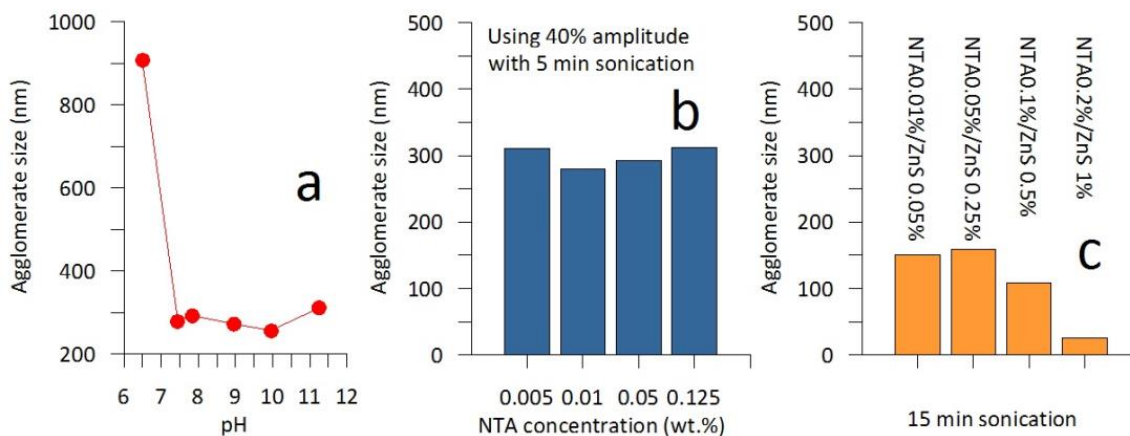 1000
800
600
400
200
Agglomerate size (nm)
a
6 7 8 9 10 11 12
pH
500
400
300
200
100
0
Agglomerate size (nm)
Using 40% amplitude
with 5 min sonication
b
0.005 0.01 0.05 0.125
NTA concentration (wt.%)
500
400
300
200
100
0
Agglomerate size (nm)
NTA0.01%/ZnS 0.05%
NTA0.05%/ZnS 0.25%
NTA0.1%/ZnS 0.5%
NTA0.2%/ZnS 1%
c
15 min sonication